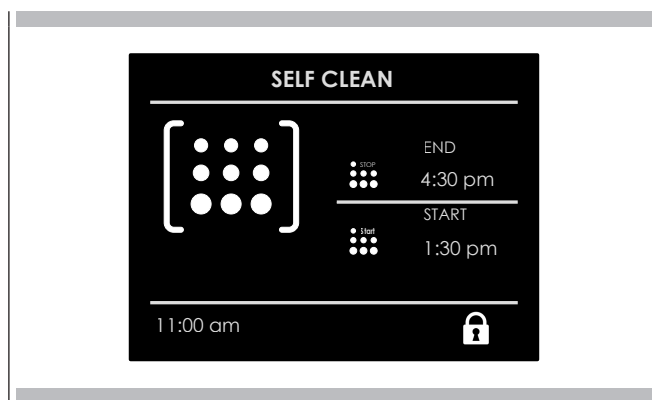 SELF CLEAN
STOP
END
4:30 pm
Start
START
1:30 pm
11:00 am